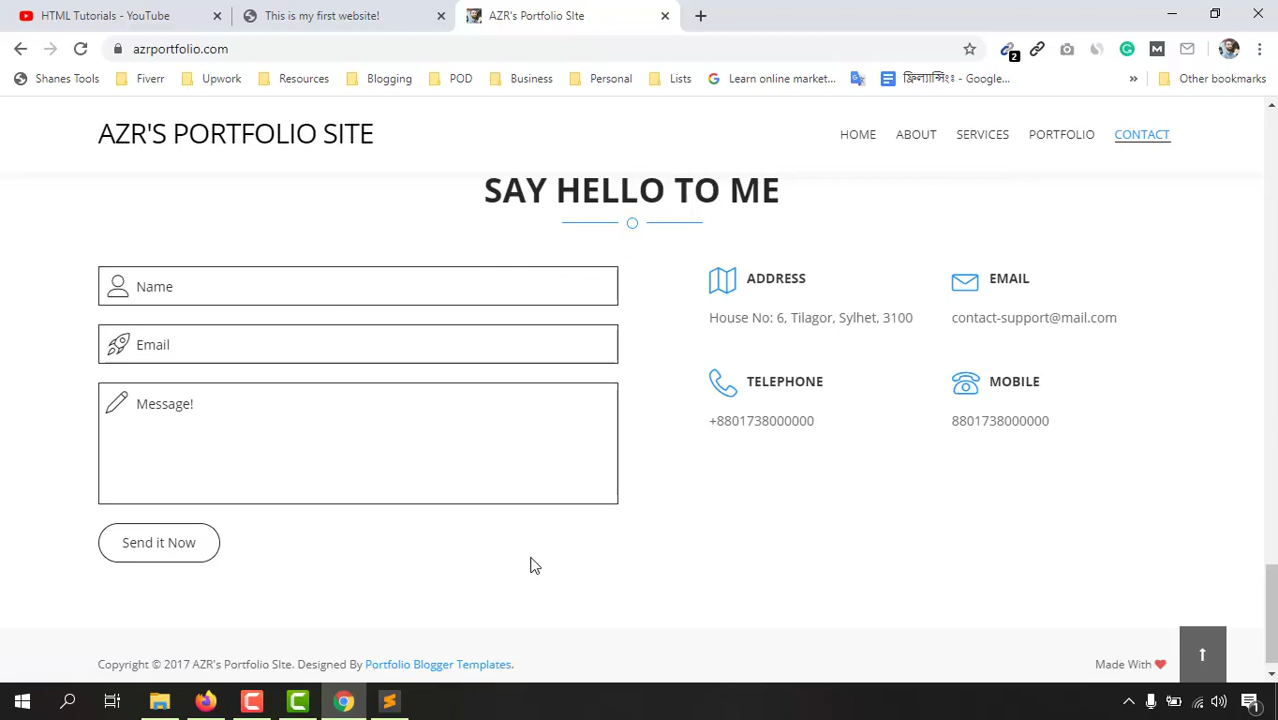 HTML Tutorials - YouTube
This is my first website!
AZR's Portfolio SIte
azrportfolio.com
2
Shanes Tools
Fiverr
Upwork
Resources
Blogging
POD
Business
Personal
Lists
Learn online market...
ফ্রিল্যান্সিংঃ - Google...
Other bookmarks
AZR'S PORTFOLIO SITE
HOME
ABOUT
SERVICES
PORTFOLIO
CONTACT
SAY HELLO TO ME
Name
Email
Message!
Send it Now
ADDRESS
House No: 6, Tilagor, Sylhet, 3100
EMAIL
contact-support@mail.com
TELEPHONE
+8801738000000
MOBILE
8801738000000
Copyright © 2017 AZR's Portfolio SIte. Designed By Portfolio Blogger Templates.
Made With ❤
1